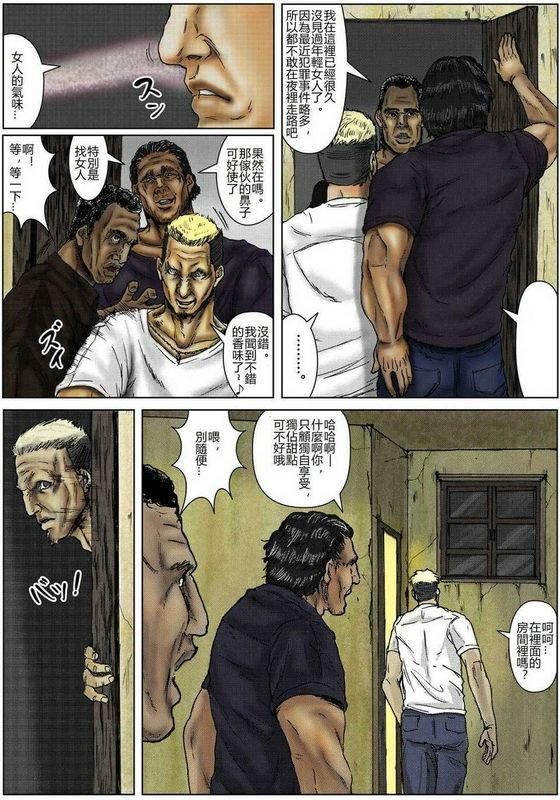 我在這裡已經很久
沒見過年輕女人了。
因為最近犯罪事件略多，
所以都不敢在夜裡走路吧
………。
女人的氣味…
スン
果然在嗎。
那傢伙的鼻子
可好使了
特別是
找女人
啊！
等，等一下…
沒錯。
我聞到不錯
的香味了~♪
ズズイ
哈哈啊—
什麼啊你，
只顧獨自享受，
獨佔甜點
可不好哦
喂，
別隨便…
呵呵…
在裡面的
房間裡嗎？
ベッ！